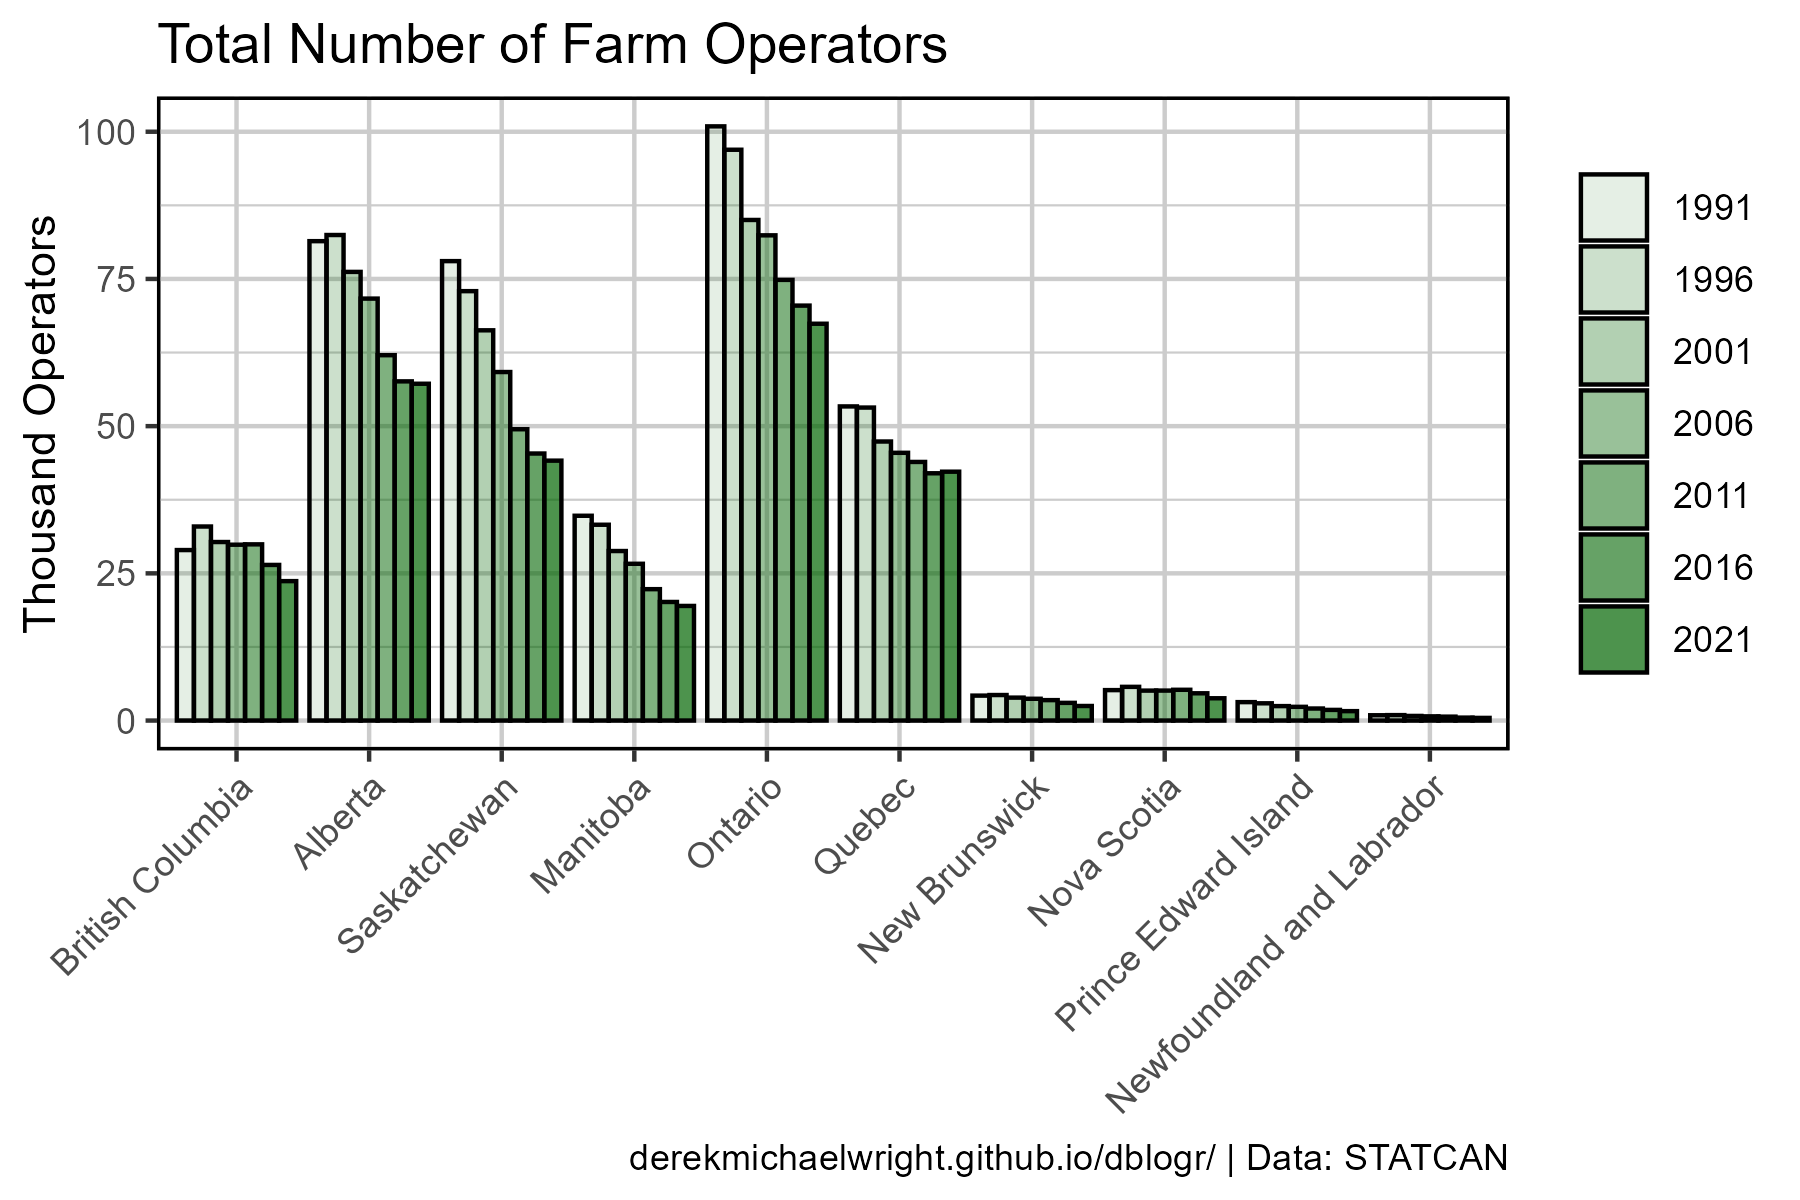 Total Number of Farm Operators
Thousand Operators
100
75
50
25
0
British Columbia
Alberta
Saskatchewan
Manitoba
Ontario
Quebec
New Brunswick
Nova Scotia
Prince Edward Island
Newfoundland and Labrador
1991
1996
2001
2006
2011
2016
2021
derekmichaelwright.github.io/dblogr/ | Data: STATCAN